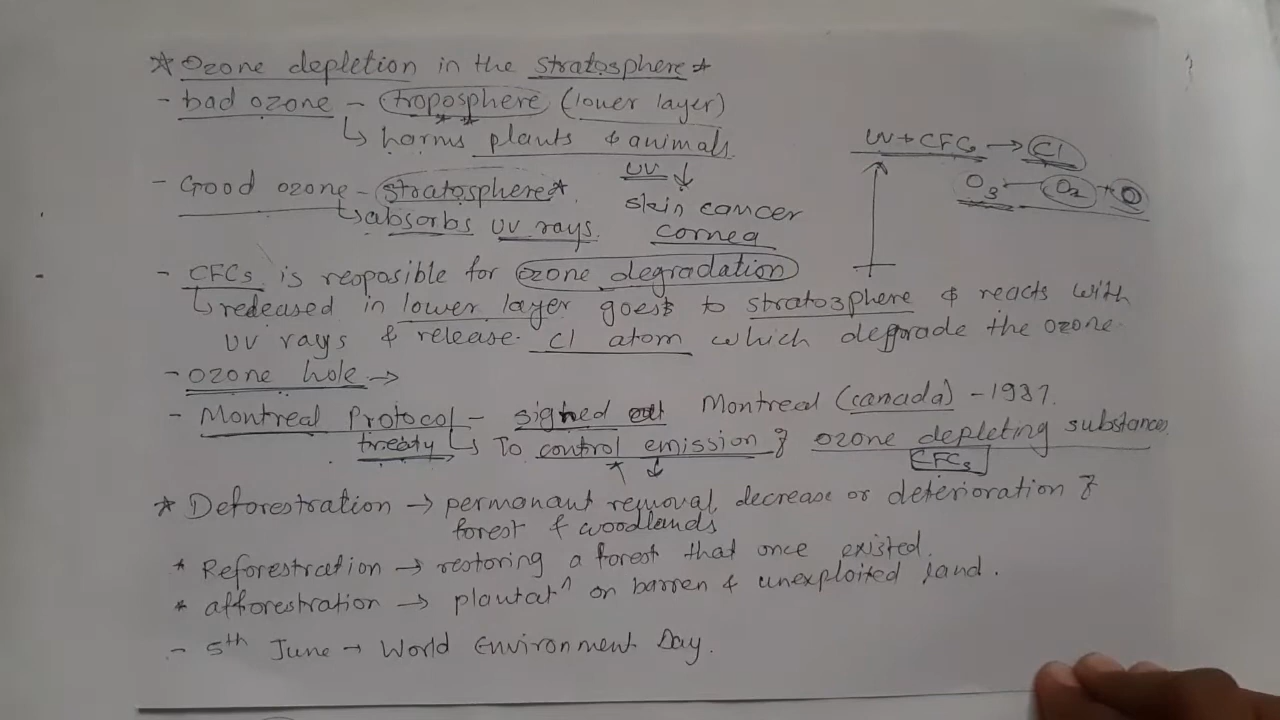 * Ozone depletion in the stratosphere *
- bad ozone - troposphere (lower layer)
↳ harms plants & animals
UV + CFCs → Cl
O3 - O2 + O
UV ↓
- Good ozone - stratosphere*
skin cancer
↳ absorbs UV rays.
cornea
- CFCs is resposible for ozone degradation
↳ redeased in lower layer goes to stratosphere & reacts with
UV rays & release Cl atom which degrade the ozone.
- ozone hole →
- Montreal Protocol - signed Montreal (canada) - 1987.
treaty ↳ To control emission of ozone depleting substances
CFCs
* Deforestration → permanant removal, decrease or deterioration of
forest & woodlands
* Reforestration → restoring a forest that once existed.
* afforestration → plantatn on barren & unexploited land.
- 5th June → World Environment Day.